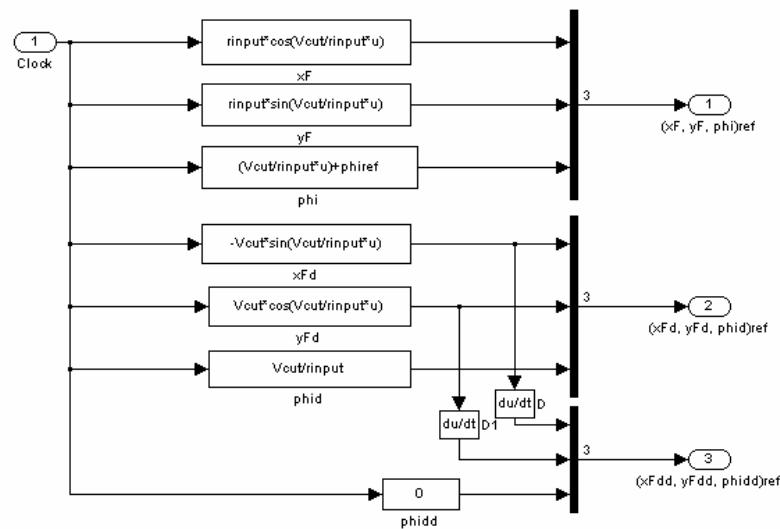 1
Clock
rinput*cos(Vcut/rinput*u)
xF
rinput*sin(Vcut/rinput*u)
yF
(Vcut/rinput*u)+phiref
phi
3
1
(xF, yF, phi)ref
-Vcut*sin(Vcut/rinput*u)
xFd
Vcut*cos(Vcut/rinput*u)
yFd
Vcut/rinput
phid
3
2
(xFd, yFd, phid)ref
du/dt D
du/dt D1
3
3
(xFdd, yFdd, phidd)ref
0
phidd